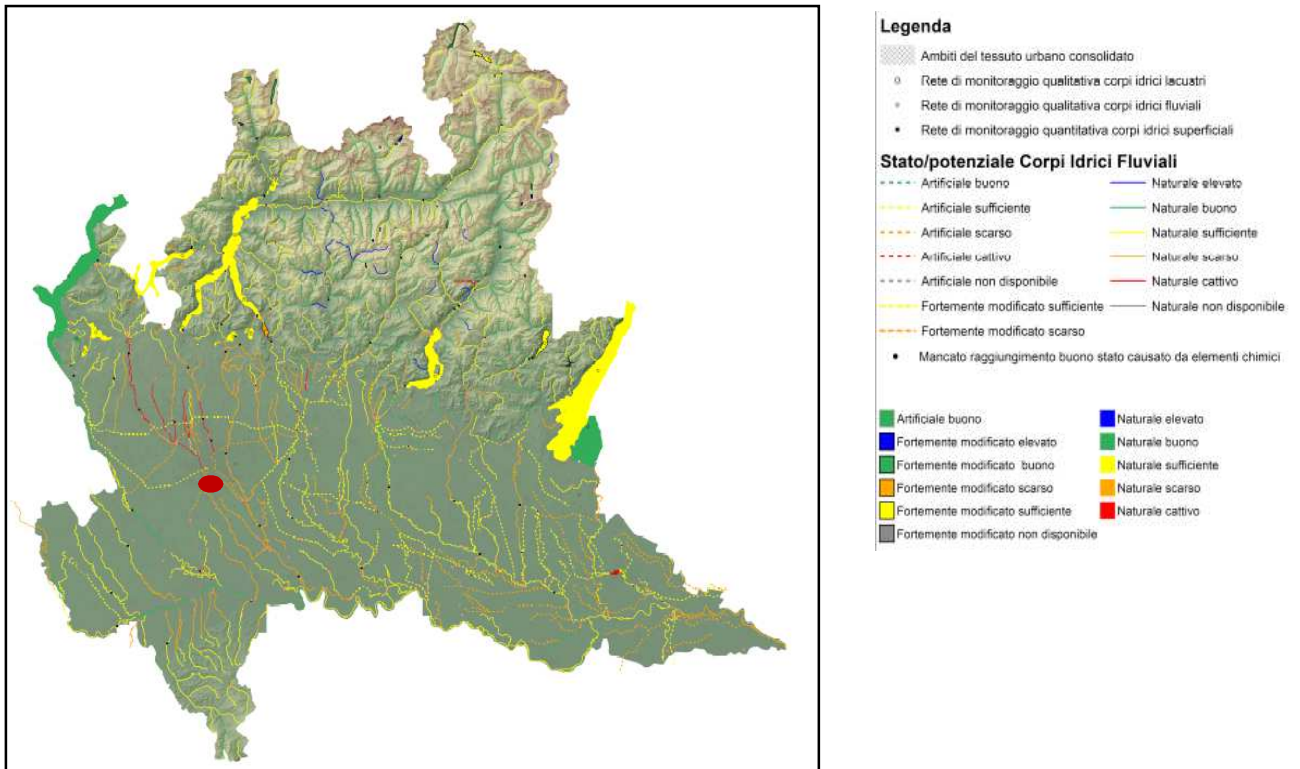 Legenda
Ambiti del tessuto urbano consolidato
Rete di monitoraggio qualitativa corpi idrici lacustri
Rete di monitoraggio qualitativa corpi idrici fluviali
Rete di monitoraggio quantitativa corpi idrici superficiali
Stato/potenziale Corpi Idrici Fluviali
Artificiale buono
Artificiale sufficiente
Artificiale scarso
Artificiale cattivo
Artificiale non disponibile
Fortemente modificato sufficiente
Fortemente modificato scarso
Naturale elevato
Naturale buono
Naturale sufficiente
Naturale scarso
Naturale cattivo
Naturale non disponibile
Mancato raggiungimento buono stato causato da elementi chimici
Artificiale buono
Fortemente modificato elevato
Fortemente modificato buono
Fortemente modificato scarso
Fortemente modificato sufficiente
Fortemente modificato non disponibile
Naturale elevato
Naturale buono
Naturale sufficiente
Naturale scarso
Naturale cattivo